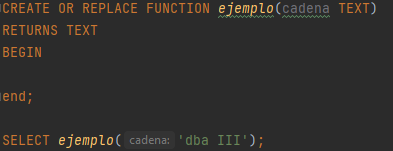 CREATE OR REPLACE FUNCTION ejemplo(cadena TEXT)
RETURNS TEXT
BEGIN
end;
SELECT ejemplo( cadena: 'dba III');